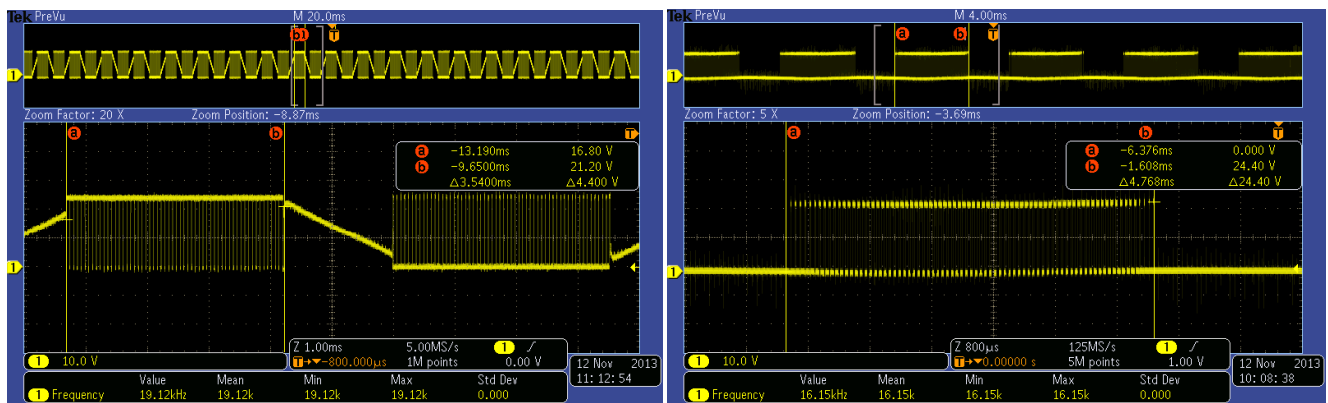 Tek PreVu M 20.0ms
b
T
1
Zoom Factor: 20 X Zoom Position: -8.87ms
a b T
a -13.190ms 16.80 V
b -9.6500ms 21.20 V
Δ3.5400ms Δ4.400 V
1
1 10.0 V
Z 1.00ms 5.00MS/s 1
T→▼-800.000µs 1M points 0.00 V
12 Nov 2013
11:12:54
Value Mean Min Max Std Dev
1 Frequency 19.12kHz 19.12k 19.12k 19.12k 0.000
Tek PreVu M 4.00ms
a b T
1
Zoom Factor: 5 X Zoom Position: -3.69ms
a b T
a -6.376ms 0.000 V
b -1.608ms 24.40 V
Δ4.768ms Δ24.40 V
1
1 10.0 V
Z 800µs 125MS/s 1
T→▼0.00000 s 5M points 1.00 V
12 Nov 2013
10:08:38
Value Mean Min Max Std Dev
1 Frequency 16.15kHz 16.15k 16.15k 16.15k 0.000